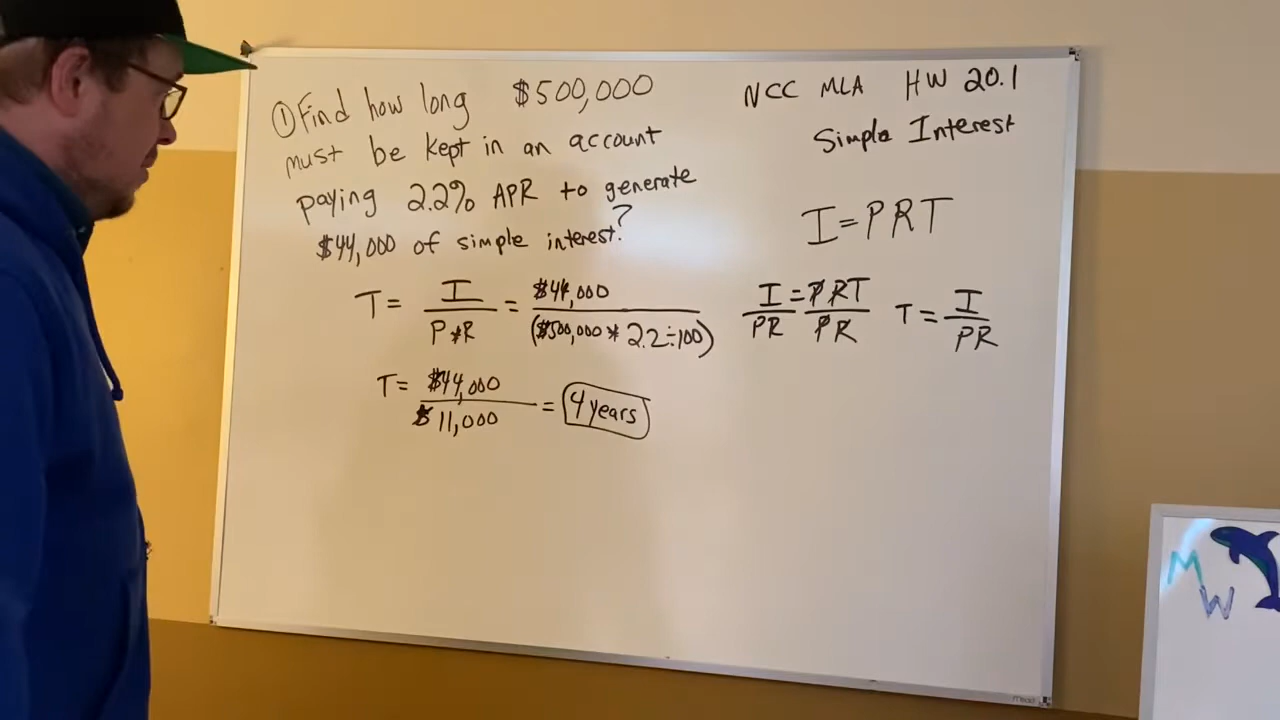 ① Find how long $500,000
must be kept in an account
paying 2.2% APR to generate
$44,000 of simple interest?
T = I / P*R = $44,000 / ($500,000 * 2.2÷100)
T = $44,000 / $11,000 = 4 years
NCC MLA HW 20.1
Simple Interest
I = PRT
I / PR = PRT / PR T = I / PR
M
W